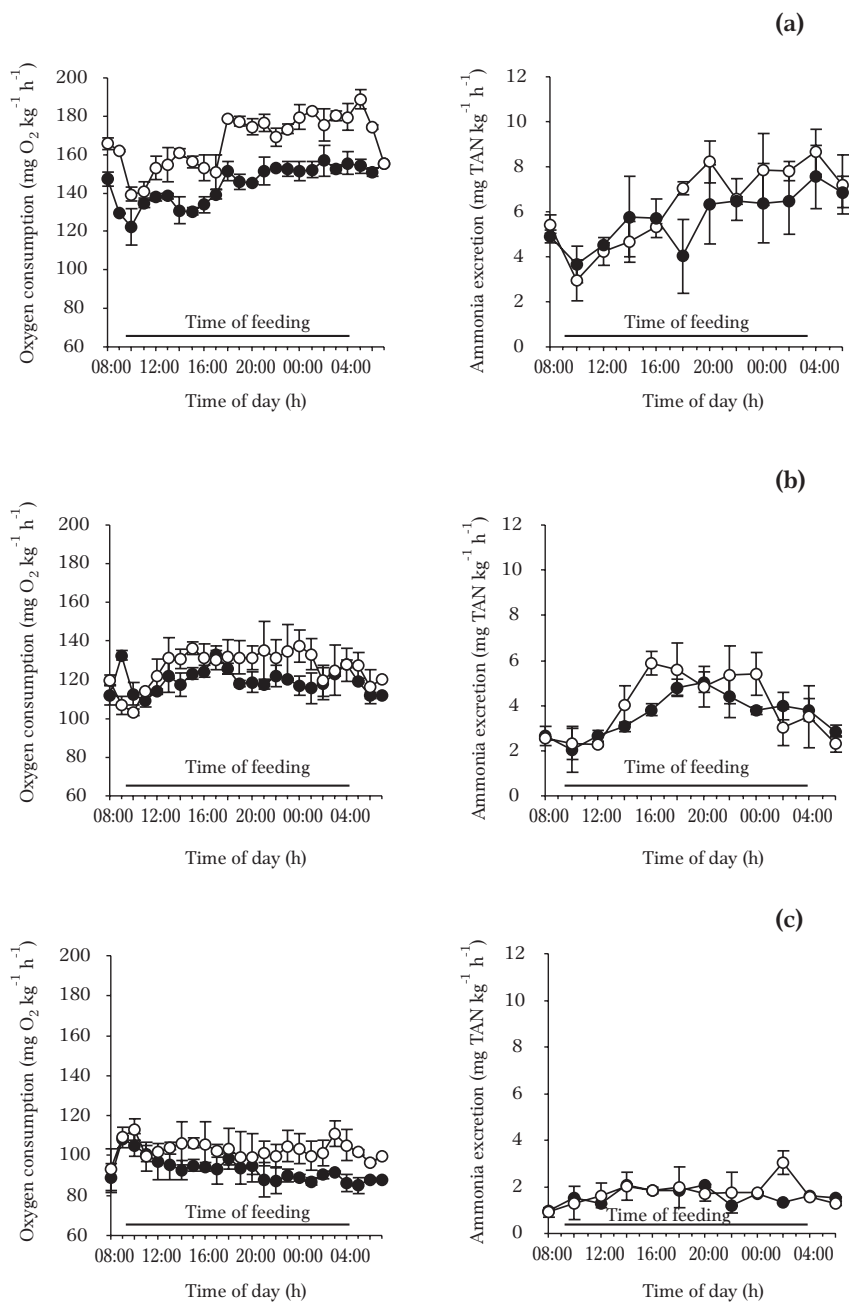 (a)
Oxygen consumption (mg O2 kg-1 h-1)
200
180
160
140
120
100
80
60
Time of feeding
08:00 12:00 16:00 20:00 00:00 04:00
Time of day (h)
Ammonia excretion (mg TAN kg-1 h-1)
12
10
8
6
4
2
0
Time of feeding
08:00 12:00 16:00 20:00 00:00 04:00
Time of day (h)
(b)
Oxygen consumption (mg O2 kg-1 h-1)
200
180
160
140
120
100
80
60
Time of feeding
08:00 12:00 16:00 20:00 00:00 04:00
Time of day (h)
Ammonia excretion (mg TAN kg-1 h-1)
12
10
8
6
4
2
0
Time of feeding
08:00 12:00 16:00 20:00 00:00 04:00
Time of day (h)
(c)
Oxygen consumption (mg O2 kg-1 h-1)
200
180
160
140
120
100
80
60
Time of feeding
08:00 12:00 16:00 20:00 00:00 04:00
Time of day (h)
Ammonia excretion (mg TAN kg-1 h-1)
12
10
8
6
4
2
0
Time of feeding
08:00 12:00 16:00 20:00 00:00 04:00
Time of day (h)